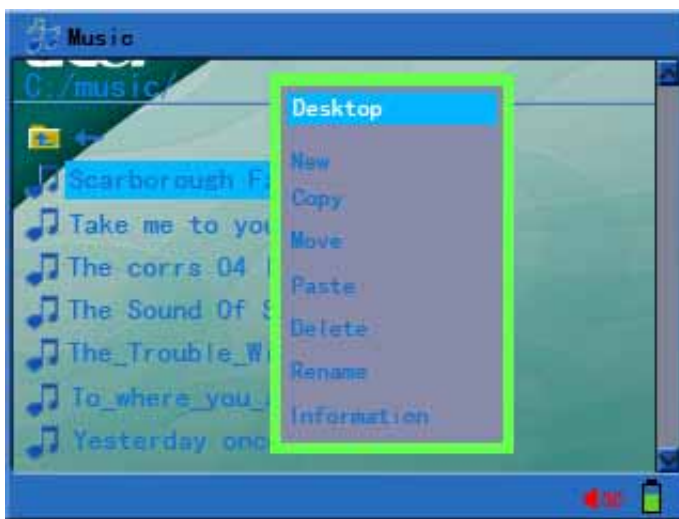 Music
C:/music/
Scarborough F
Take me to you
The corrs 04
The Sound Of S
The_Trouble_W
To_where_you_
Yesterday onc
Desktop
New
Copy
Move
Paste
Delete
Rename
Information